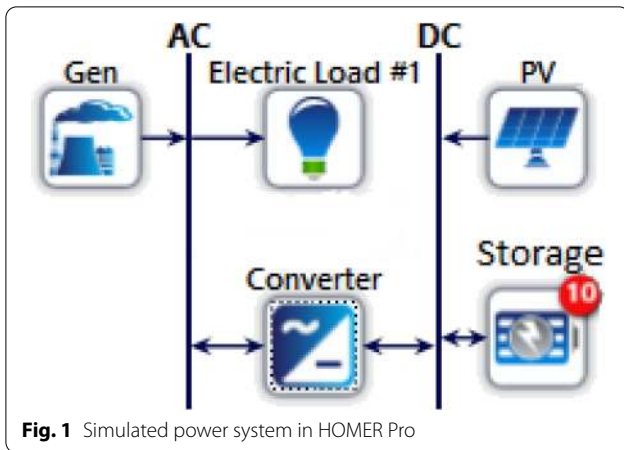 AC DC
Gen Electric Load #1 PV
Converter Storage
10
Fig. 1 Simulated power system in HOMER Pro